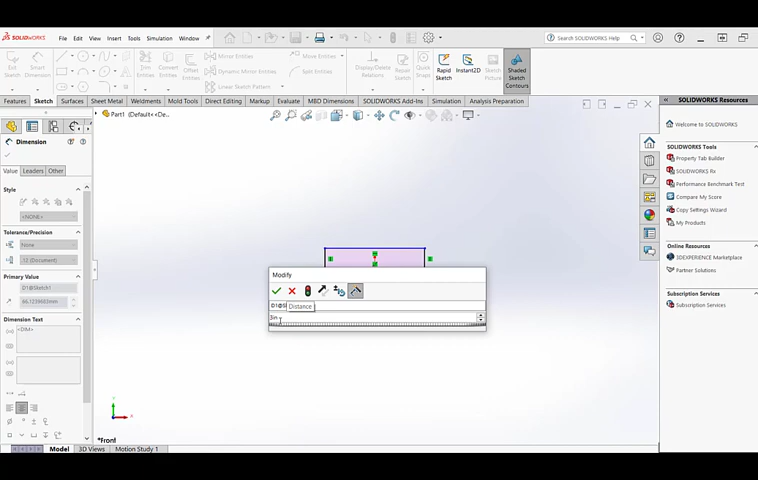 SOLIDWORKS File Edit View Insert Tools Simulation Window Search SOLIDWORKS Help
Exit Sketch Smart Dimension Trim Entities Convert Entities Offset Entities Mirror Entities Dynamic Mirror Entities Linear Sketch Pattern Move Entities Split Entities Display/Delete Relations Repair Sketch Quick Snaps Rapid Sketch Instant2D Sketch Picture Shaded Sketch Contours
Features Sketch Surfaces Sheet Metal Weldments Mold Tools Direct Editing Markup Evaluate MBD Dimensions SOLIDWORKS Add-Ins Simulation Analysis Preparation
SOLIDWORKS Resources
Part1 (Default<<De...
Welcome to SOLIDWORKS
Dimension
SOLIDWORKS Tools
Property Tab Builder
SOLIDWORKS Rx
Performance Benchmark Test
Compare My Score
Copy Settings Wizard
My Products
Value Leaders Other
Style
<NONE>
Tolerance/Precision
None
.12 (Document)
Online Resources
3DEXPERIENCE Marketplace
Partner Solutions
Primary Value
D1@Sketch1
Subscription Services
Subscription Services
Dimension Text
<DIM>
Modify
Distance
3in
*Front
Model 3D Views Motion Study 1